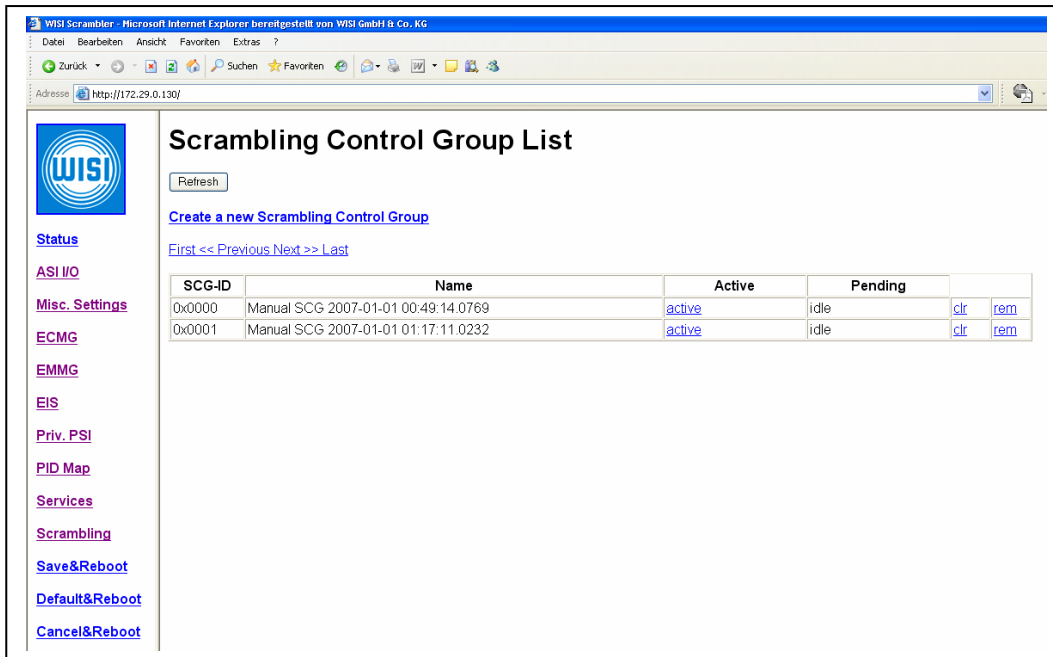 WISI Scrambler - Microsoft Internet Explorer bereitgestellt von WISI GmbH & Co. KG
Datei Bearbeiten Ansicht Favoriten Extras ?
Zurück Suchen Favoriten
Adresse http://172.29.0.130/
WISI
Status
ASI I/O
Misc. Settings
ECMG
EMMG
EIS
Priv. PSI
PID Map
Services
Scrambling
Save&Reboot
Default&Reboot
Cancel&Reboot
Scrambling Control Group List
Refresh
Create a new Scrambling Control Group
First << Previous Next >> Last
SCG-ID Name Active Pending
0x0000 Manual SCG 2007-01-01 00:49:14.0769 active idle clr rem
0x0001 Manual SCG 2007-01-01 01:17:11.0232 active idle clr rem